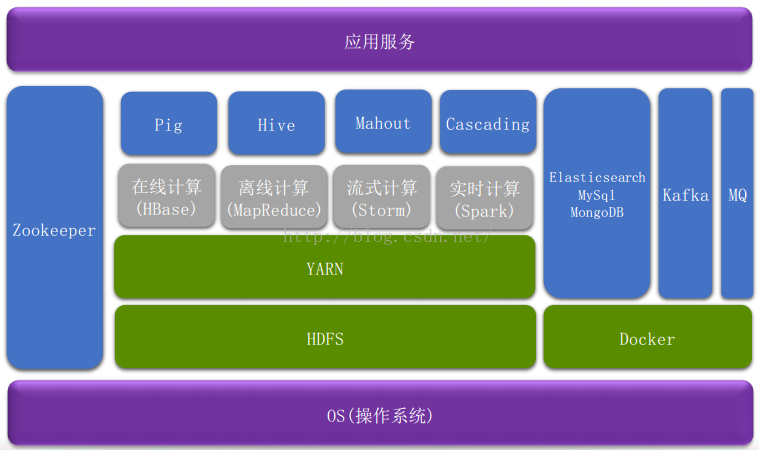 应用服务
Zookeeper
Pig
Hive
Mahout
Cascading
在线计算
(HBase)
离线计算
(MapReduce)
流式计算
(Storm)
实时计算
(Spark)
Elasticsearch
MySql
MongoDB
Kafka
MQ
http://blog.csdn.net/
YARN
HDFS
Docker
OS(操作系统)